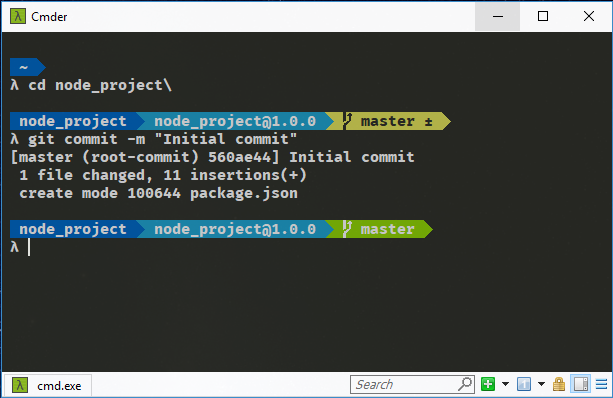 λ Cmder
~
λ cd node_project\
node_project node_project@1.0.0 master ±
λ git commit -m "Initial commit"
[master (root-commit) 560ae44] Initial commit
1 file changed, 11 insertions(+)
create mode 100644 package.json
node_project node_project@1.0.0 master
λ
λ cmd.exe Search 1